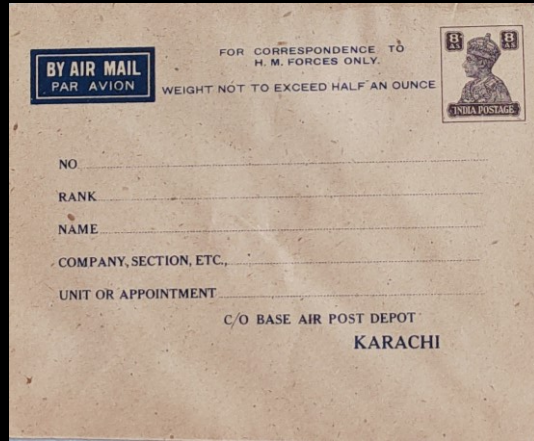 BY AIR MAIL
PAR AVION
FOR CORRESPONDENCE TO
H. M. FORCES ONLY.
WEIGHT NOT TO EXCEED HALF AN OUNCE
8 AS 8 AS
INDIA POSTAGE
NO
RANK
NAME
COMPANY, SECTION, ETC.,
UNIT OR APPOINTMENT
C/O BASE AIR POST DEPOT
KARACHI